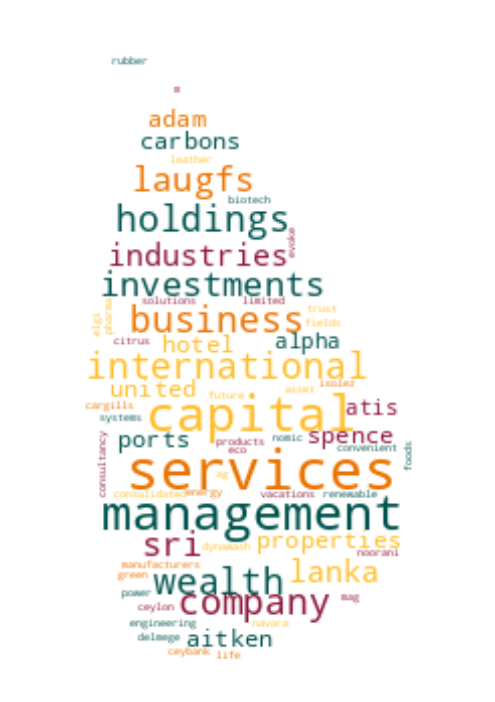 rubber
m
adam
carbons
leather
laugfs
biotech
holdings
evoke
industries
investments
solutions limited
elgi pharma business trust
fields
citrus hotel alpha
international
united future asset isolez
cargills capital atis
systems
ports products nomic spence
eco convenient
consultancy services foods
ag
consolidated energy vacations renewable
management
sri dynawash properties
noorani
manufacturers
green wealth lanka
power company mag
ceylon
engineering navara
delmege aitken
ceybank life